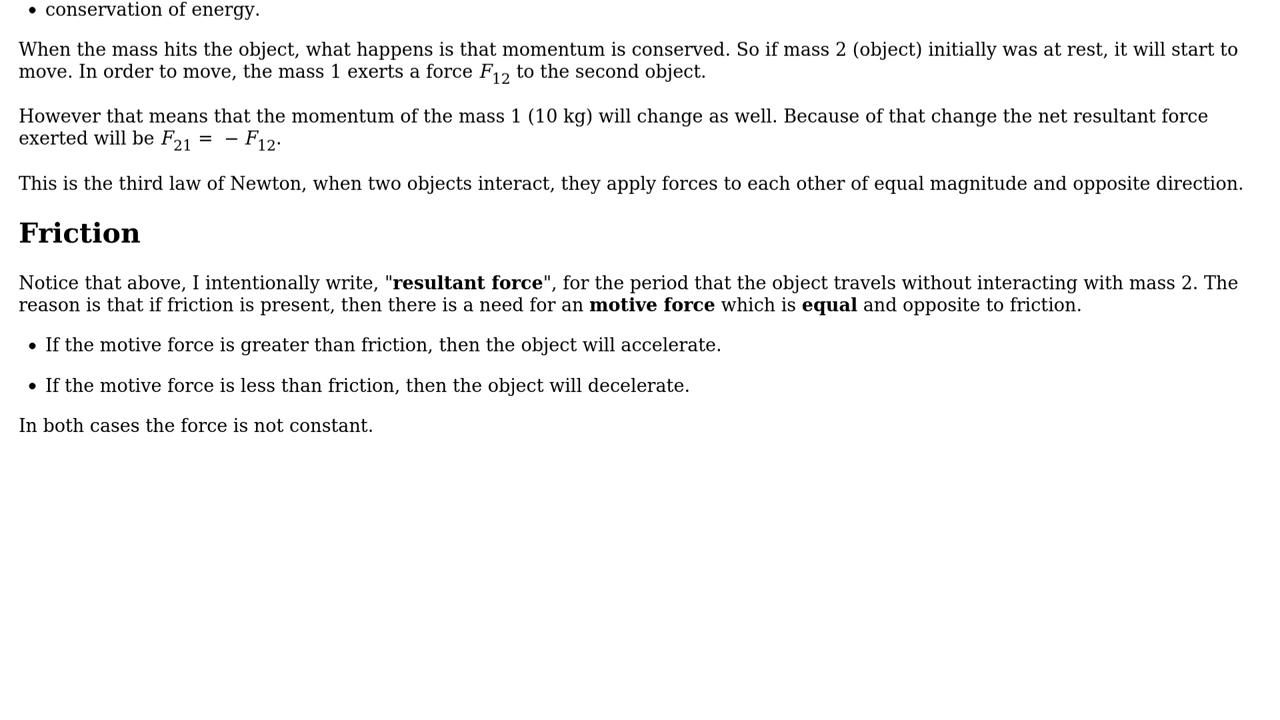 • conservation of energy.
When the mass hits the object, what happens is that momentum is conserved. So if mass 2 (object) initially was at rest, it will start to
move. In order to move, the mass 1 exerts a force F₁₂ to the second object.
However that means that the momentum of the mass 1 (10 kg) will change as well. Because of that change the net resultant force
exerted will be F₂₁ = − F₁₂.
This is the third law of Newton, when two objects interact, they apply forces to each other of equal magnitude and opposite direction.
Friction
Notice that above, I intentionally write, "resultant force", for the period that the object travels without interacting with mass 2. The
reason is that if friction is present, then there is a need for an motive force which is equal and opposite to friction.
• If the motive force is greater than friction, then the object will accelerate.
• If the motive force is less than friction, then the object will decelerate.
In both cases the force is not constant.